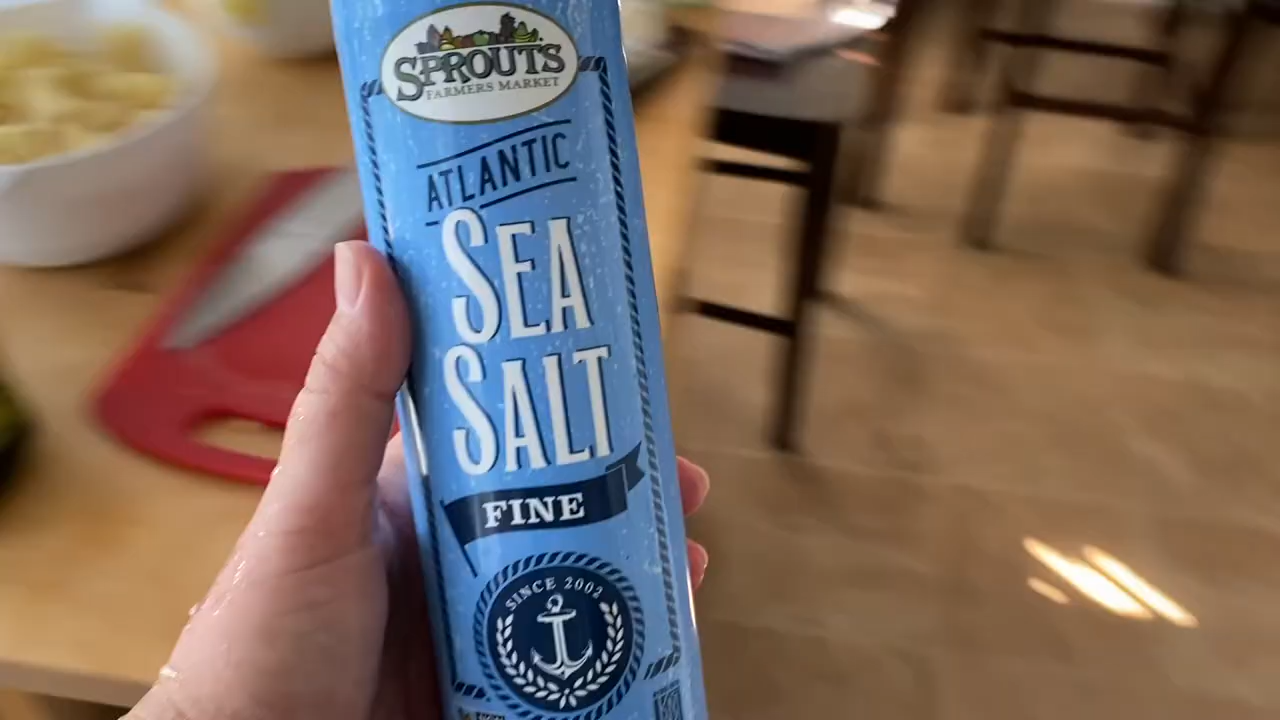 SPROUTS
FARMERS MARKET
ATLANTIC
SEA
SALT
FINE
SINCE 2002